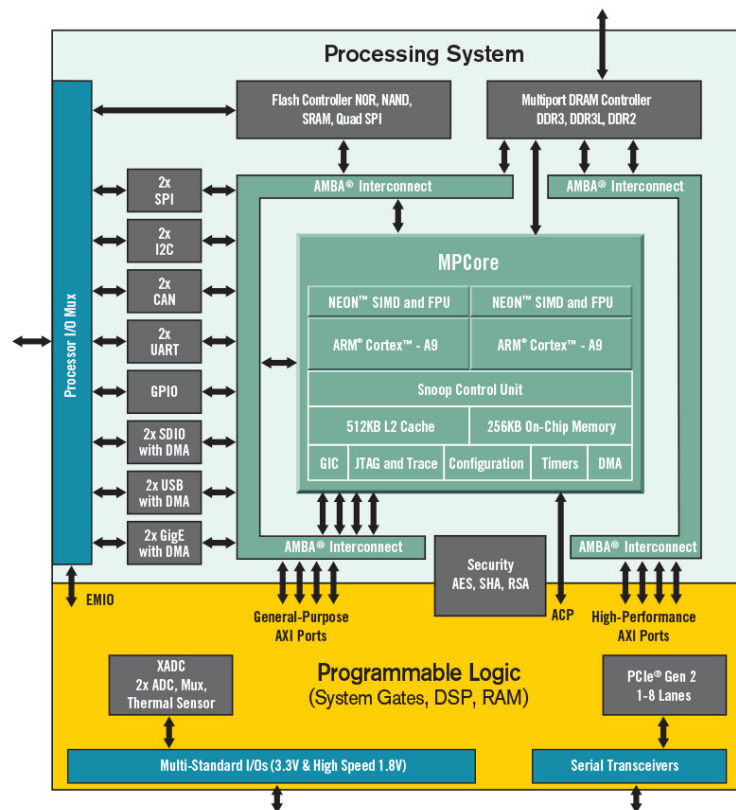 Processing System
Flash Controller NOR, NAND,
SRAM, Quad SPI
Multiport DRAM Controller
DDR3, DDR3L, DDR2
AMBA® Interconnect
AMBA® Interconnect
Processor I/O Mux
2x
SPI
2x
I2C
2x
CAN
2x
UART
GPIO
2x SDIO
with DMA
2x USB
with DMA
2x GigE
with DMA
MPCore
NEON™ SIMD and FPU
NEON™ SIMD and FPU
ARM® Cortex™ - A9
ARM® Cortex™ - A9
Snoop Control Unit
512KB L2 Cache
256KB On-Chip Memory
GIC
JTAG and Trace
Configuration
Timers
DMA
AMBA® Interconnect
AMBA® Interconnect
Security
AES, SHA, RSA
EMIO
General-Purpose
AXI Ports
ACP
High-Performance
AXI Ports
XADC
2x ADC, Mux,
Thermal Sensor
Programmable Logic
(System Gates, DSP, RAM)
PCIe® Gen 2
1-8 Lanes
Multi-Standard I/Os (3.3V & High Speed 1.8V)
Serial Transceivers